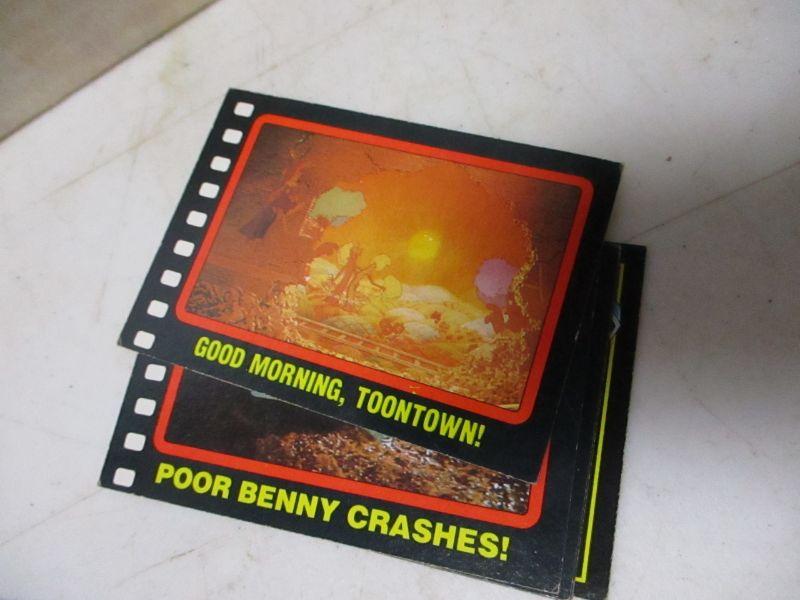 GOOD MORNING, TOONTOWN!
POOR BENNY CRASHES!